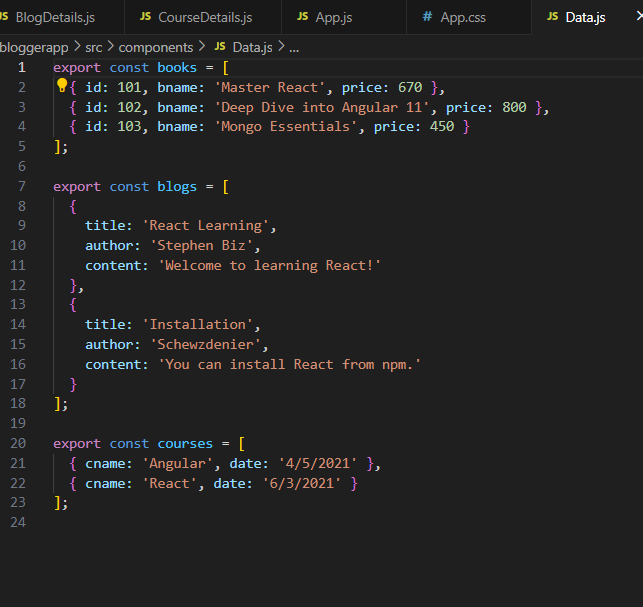 JS BlogDetails.js JS CourseDetails.js JS App.js # App.css JS Data.js
bloggerapp > src > components > JS Data.js > ...
1 export const books = [
2 { id: 101, bname: 'Master React', price: 670 },
3 { id: 102, bname: 'Deep Dive into Angular 11', price: 800 },
4 { id: 103, bname: 'Mongo Essentials', price: 450 }
5 ];
6
7 export const blogs = [
8 {
9 title: 'React Learning',
10 author: 'Stephen Biz',
11 content: 'Welcome to learning React!'
12 },
13 {
14 title: 'Installation',
15 author: 'Schewzdenier',
16 content: 'You can install React from npm.'
17 }
18 ];
19
20 export const courses = [
21 { cname: 'Angular', date: '4/5/2021' },
22 { cname: 'React', date: '6/3/2021' }
23 ];
24